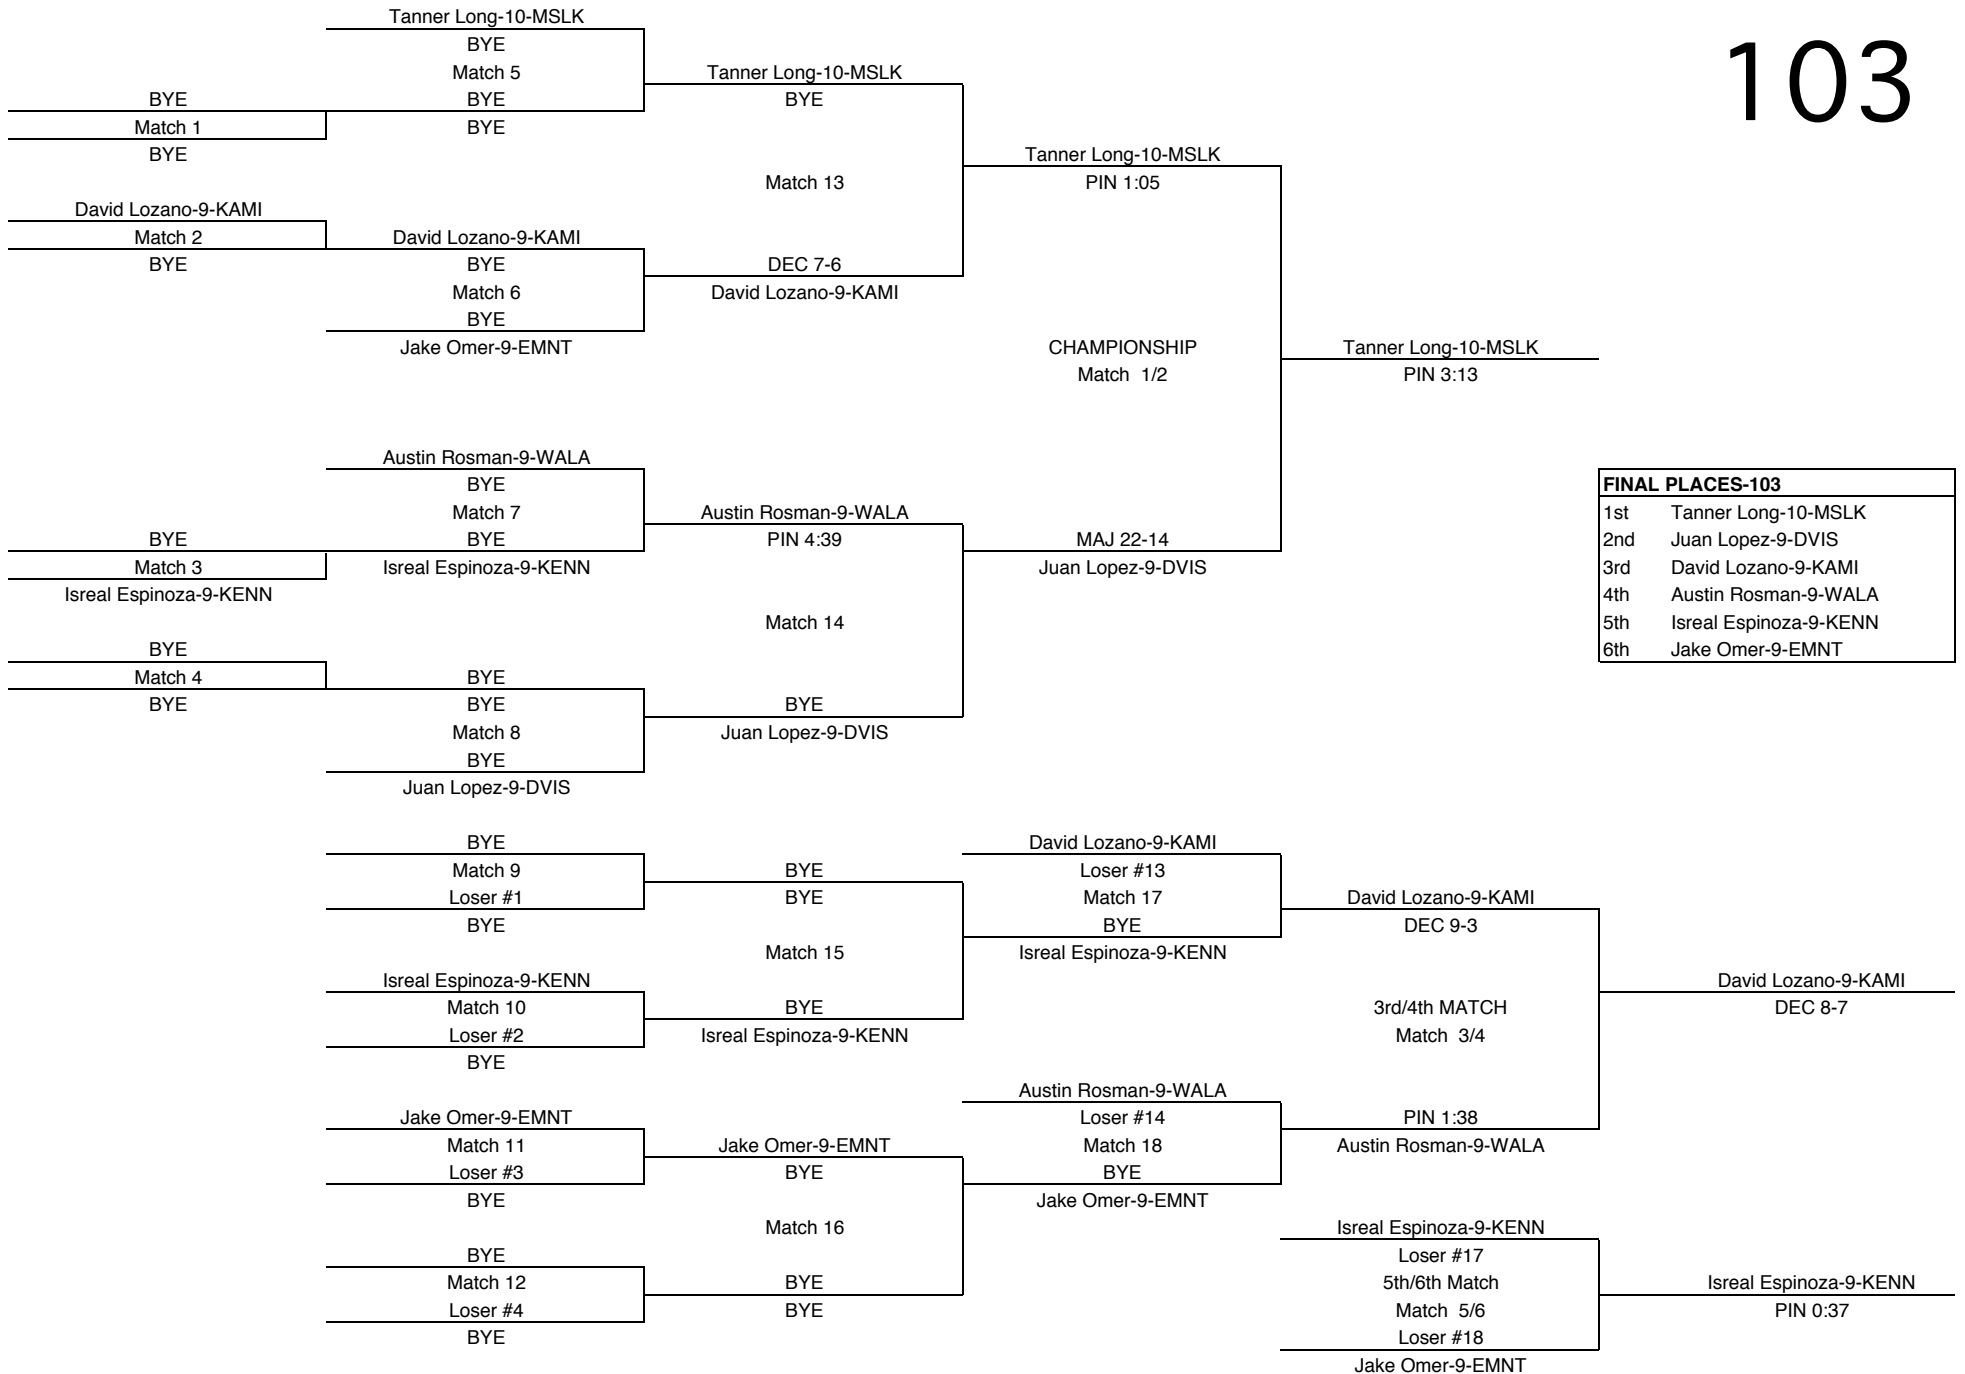 103
Tanner Long-10-MSLK
BYE
Match 5
BYE
BYE
BYE
Match 1
BYE
Tanner Long-10-MSLK
BYE
Match 13
Tanner Long-10-MSLK
PIN 1:05
David Lozano-9-KAMI
Match 2
BYE
David Lozano-9-KAMI
BYE
Match 6
BYE
Jake Omer-9-EMNT
DEC 7-6
David Lozano-9-KAMI
CHAMPIONSHIP
Match 1/2
Tanner Long-10-MSLK
PIN 3:13
Austin Rosman-9-WALA
BYE
Match 7
BYE
Isreal Espinoza-9-KENN
BYE
Match 3
Isreal Espinoza-9-KENN
Austin Rosman-9-WALA
PIN 4:39
Match 14
MAJ 22-14
Juan Lopez-9-DVIS
BYE
Match 4
BYE
BYE
BYE
Match 8
BYE
Juan Lopez-9-DVIS
BYE
Juan Lopez-9-DVIS
FINAL PLACES-103
1st Tanner Long-10-MSLK
2nd Juan Lopez-9-DVIS
3rd David Lozano-9-KAMI
4th Austin Rosman-9-WALA
5th Isreal Espinoza-9-KENN
6th Jake Omer-9-EMNT
BYE
Match 9
Loser #1
BYE
BYE
BYE
Match 15
Isreal Espinoza-9-KENN
Match 10
Loser #2
BYE
BYE
Isreal Espinoza-9-KENN
David Lozano-9-KAMI
Loser #13
Match 17
BYE
Isreal Espinoza-9-KENN
David Lozano-9-KAMI
DEC 9-3
3rd/4th MATCH
Match 3/4
David Lozano-9-KAMI
DEC 8-7
Jake Omer-9-EMNT
Match 11
Loser #3
BYE
Jake Omer-9-EMNT
BYE
Match 16
BYE
Match 12
Loser #4
BYE
BYE
BYE
Austin Rosman-9-WALA
Loser #14
Match 18
BYE
Jake Omer-9-EMNT
PIN 1:38
Austin Rosman-9-WALA
Isreal Espinoza-9-KENN
Loser #17
5th/6th Match
Match 5/6
Loser #18
Jake Omer-9-EMNT
Isreal Espinoza-9-KENN
PIN 0:37